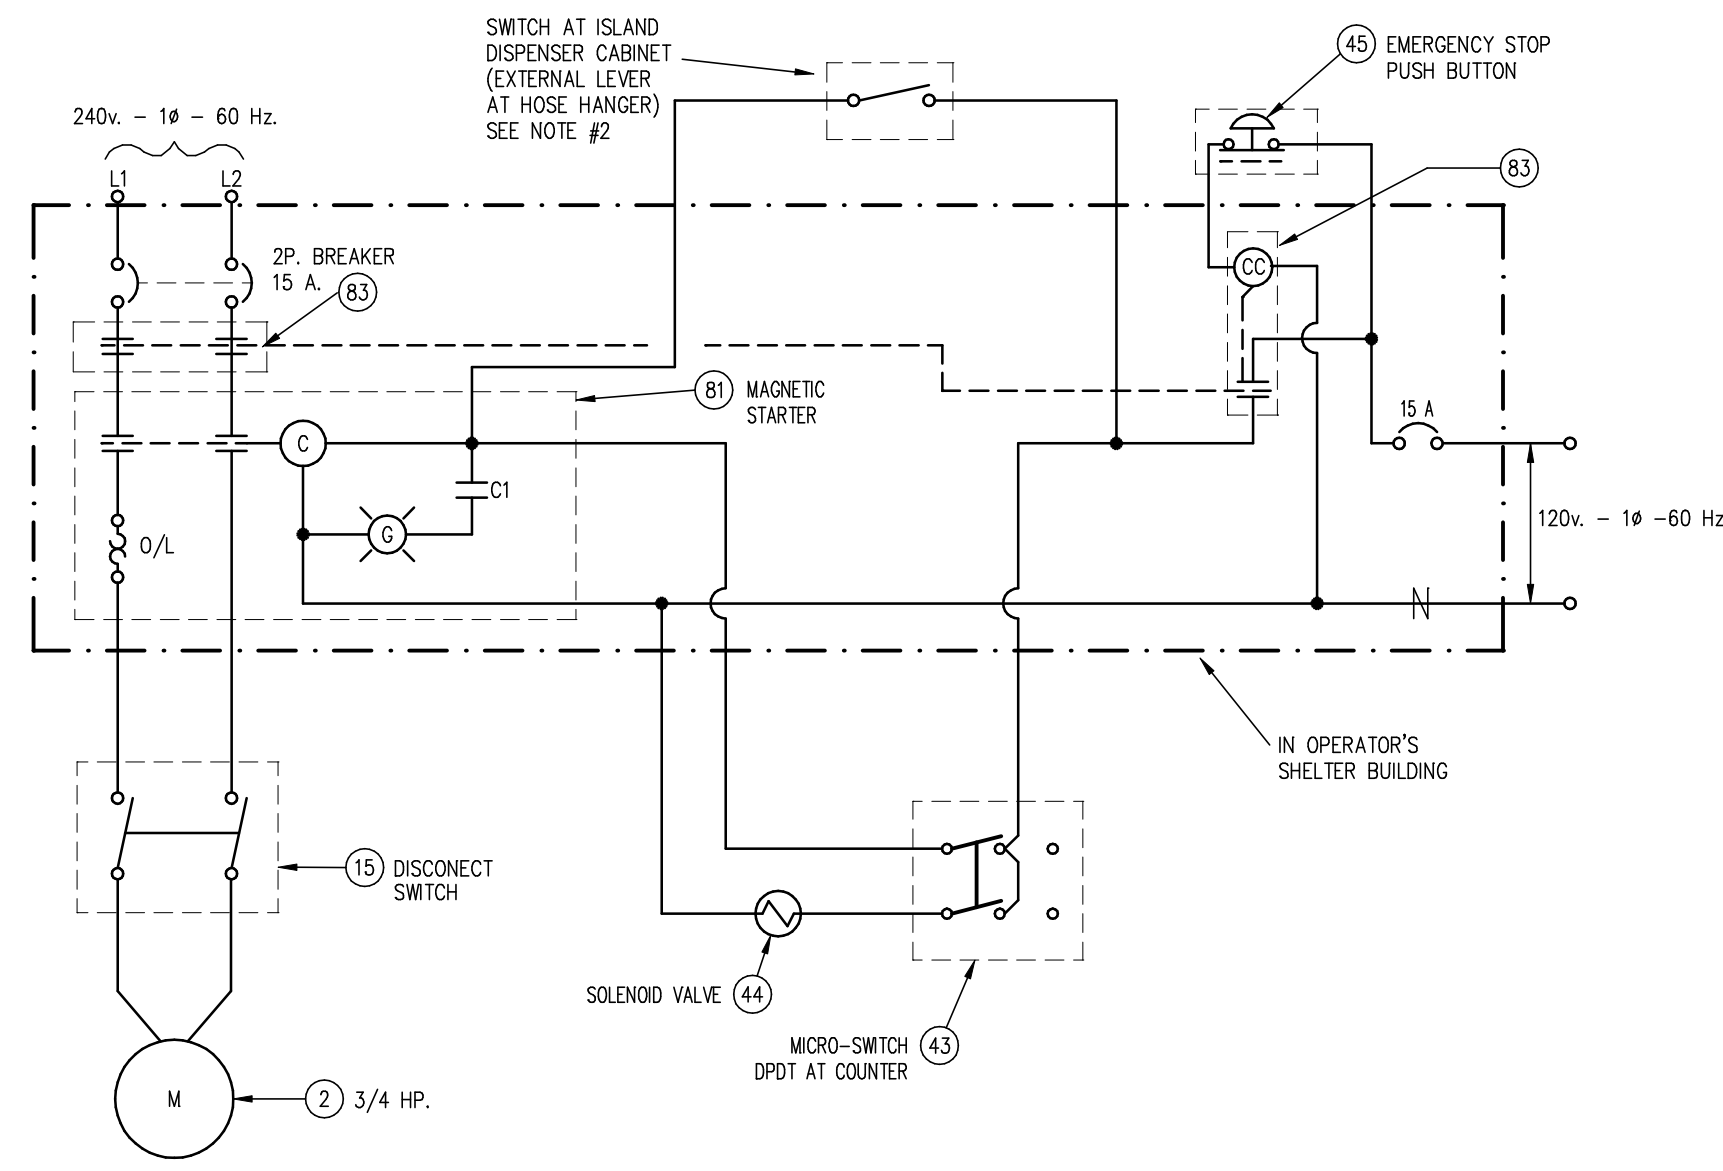 SWITCH AT ISLAND
DISPENSER CABINET
(EXTERNAL LEVER
AT HOSE HANGER)
SEE NOTE #2
45 EMERGENCY STOP
PUSH BUTTON
240v. - 1ø - 60 Hz.
L1
L2
83
2P. BREAKER
15 A.
83
CC
81 MAGNETIC
STARTER
15 A
C
C1
G
O/L
120v. - 1ø -60 Hz
N
IN OPERATOR'S
SHELTER BUILDING
15 DISCONECT
SWITCH
SOLENOID VALVE 44
MICRO-SWITCH 43
DPDT AT COUNTER
M
2 3/4 HP.